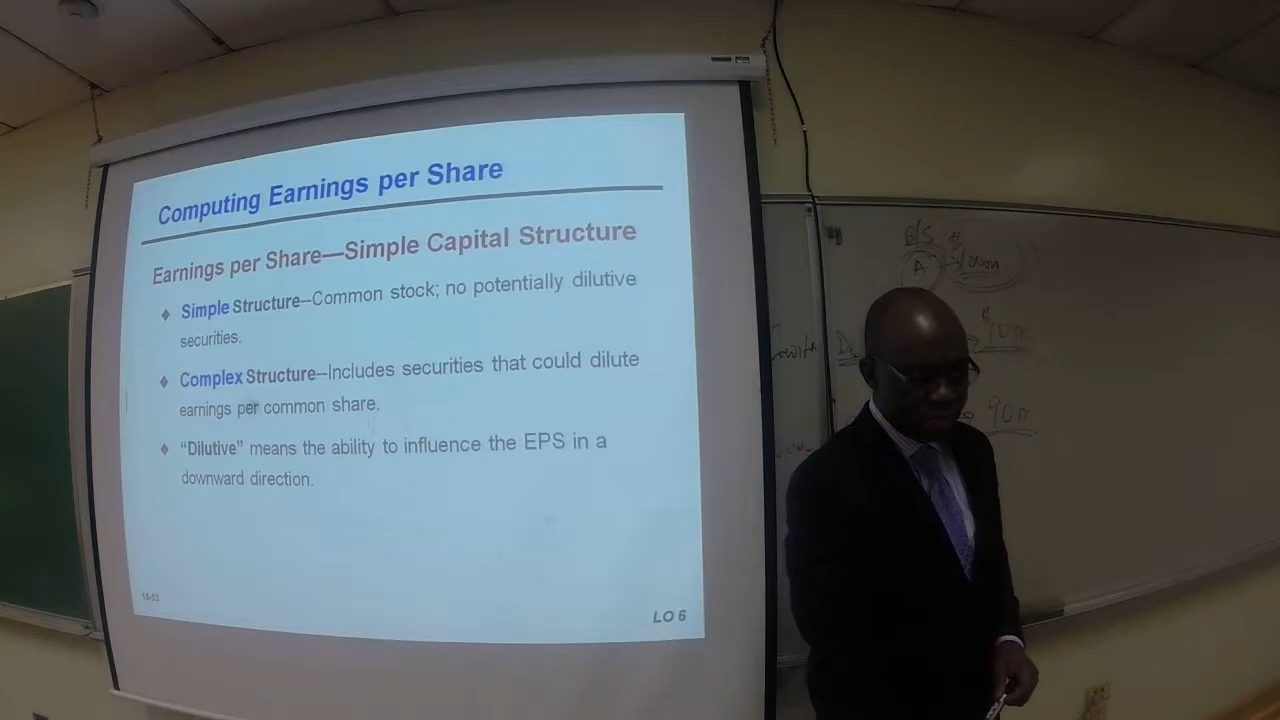 Computing Earnings per Share
Earnings per Share—Simple Capital Structure
Simple Structure--Common stock; no potentially dilutive
securities.
Complex Structure--Includes securities that could dilute
earnings per common share.
“Dilutive” means the ability to influence the EPS in a
downward direction.
LO 6
B/S
$
A
90m